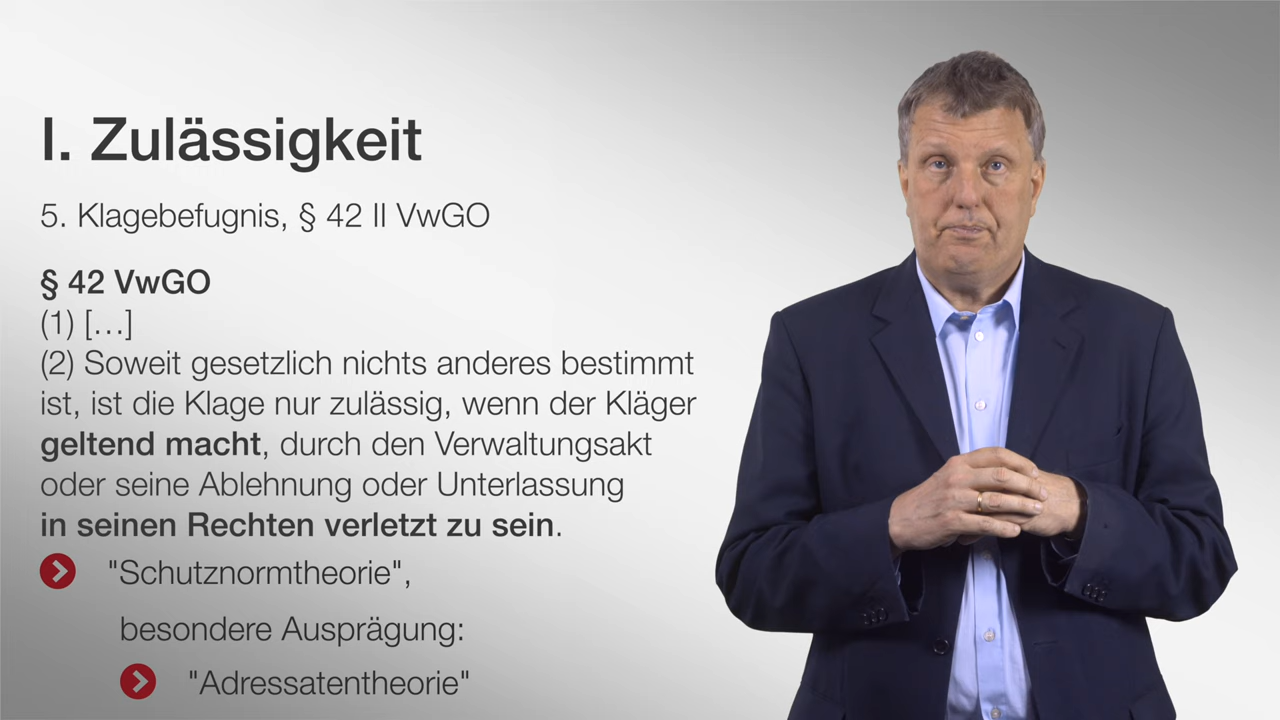 I. Zulässigkeit
5. Klagebefugnis, § 42 II VwGO
§ 42 VwGO
(1) […]
(2) Soweit gesetzlich nichts anderes bestimmt
ist, ist die Klage nur zulässig, wenn der Kläger
geltend macht, durch den Verwaltungsakt
oder seine Ablehnung oder Unterlassung
in seinen Rechten verletzt zu sein.
"Schutznormtheorie",
besondere Ausprägung:
"Adressatentheorie"